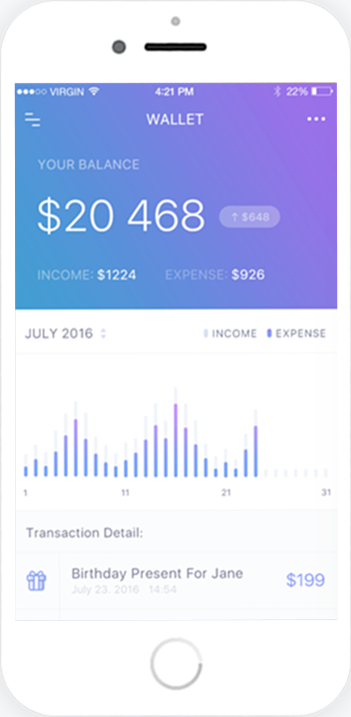 VIRGIN 4:21 PM 22%
WALLET
YOUR BALANCE
$20 468 ↑ $648
INCOME: $1224 EXPENSE: $926
JULY 2016 INCOME EXPENSE
1 11 21 31
Transaction Detail:
Birthday Present For Jane $199
July 23. 2016 14:54